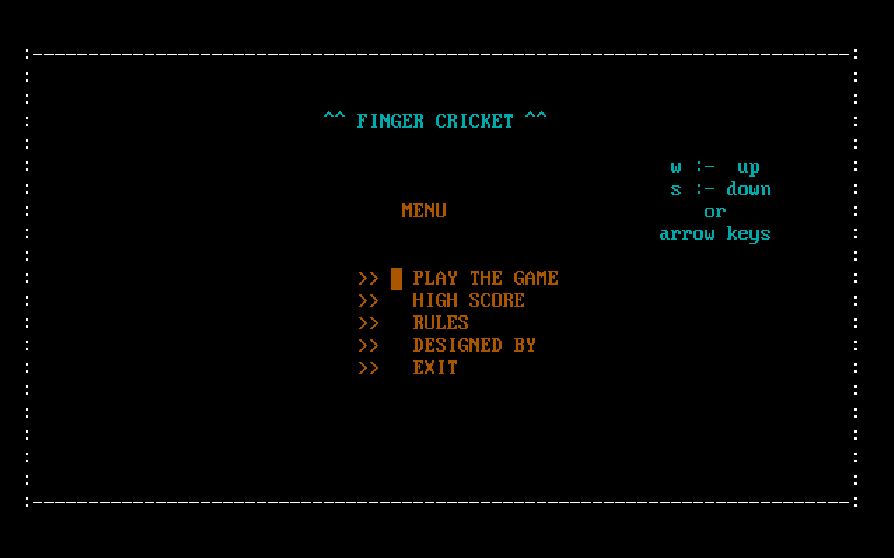 ^^ FINGER CRICKET ^^
w :- up
s :- down
or
arrow keys
MENU
>> PLAY THE GAME
>> HIGH SCORE
>> RULES
>> DESIGNED BY
>> EXIT